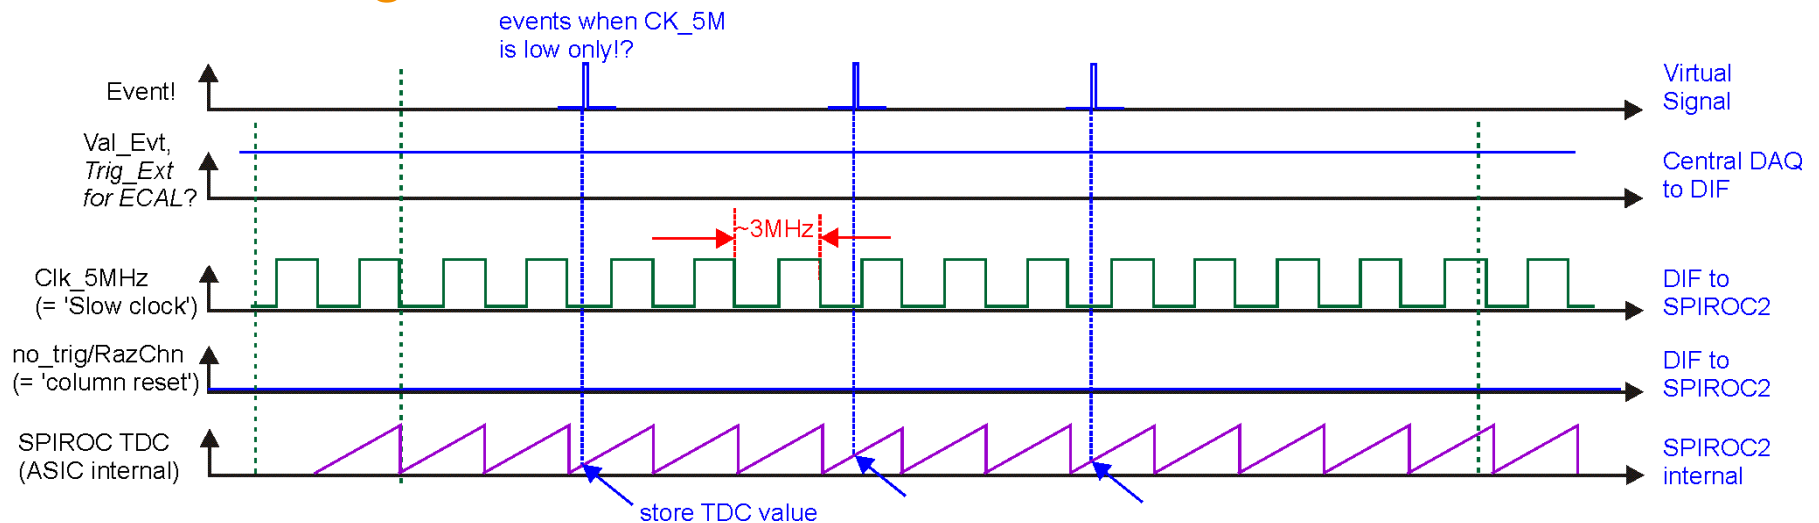 events when CK_5M
is low only!?
Event!
Virtual
Signal
Val_Evt,
Trig_Ext
for ECAL?
Central DAQ
to DIF
~3MHz
Clk_5MHz
(= 'Slow clock')
DIF to
SPIROC2
no_trig/RazChn
(= 'column reset')
DIF to
SPIROC2
SPIROC TDC
(ASIC internal)
SPIROC2
internal
store TDC value